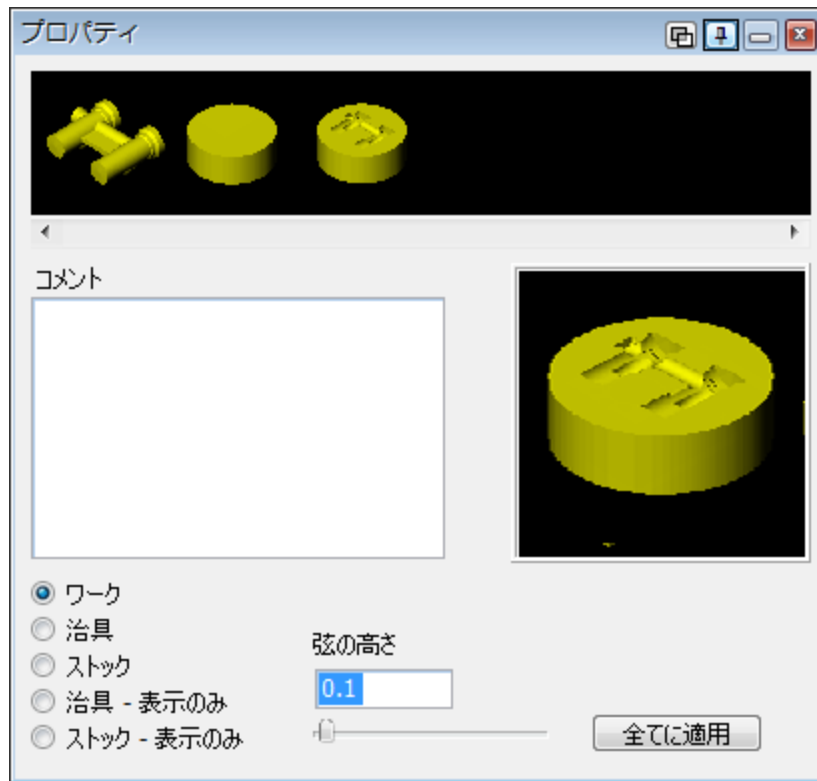 プロパティ
コメント
ワーク
治具
ストック
治具 - 表示のみ
ストック - 表示のみ
弦の高さ
0.1
全てに適用